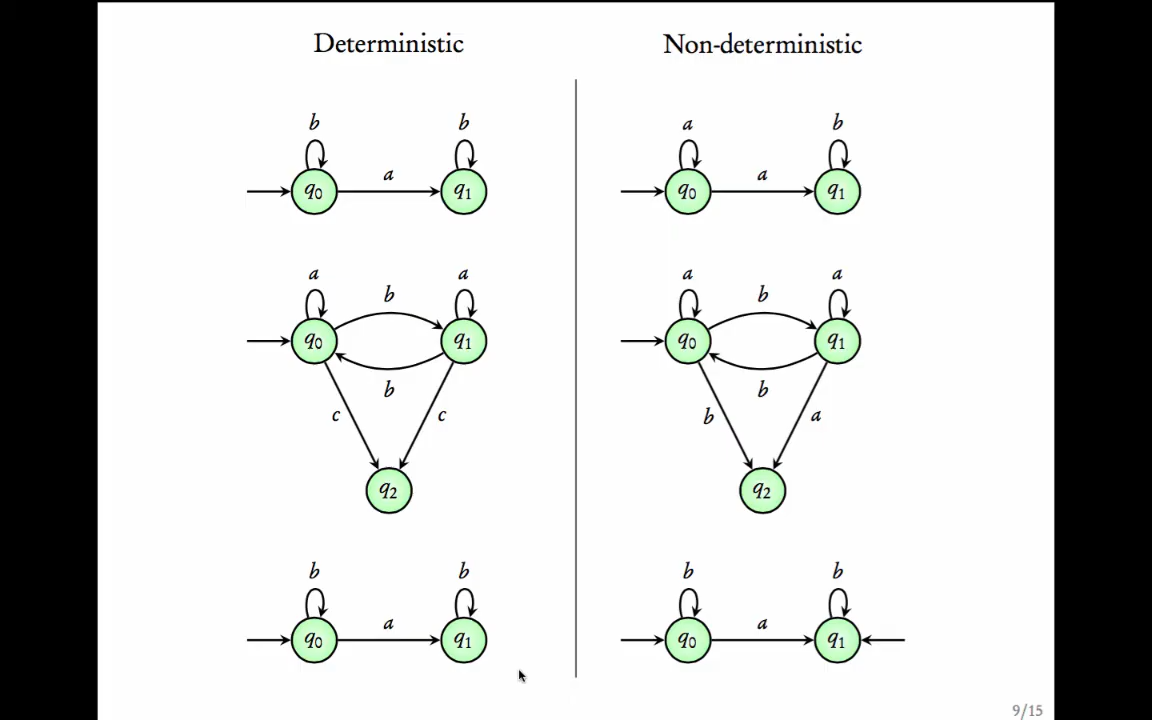 Deterministic Non-deterministic
b b a b
a a
q0 q1 q0 q1
a a a a
b b
q0 q1 q0 q1
b b
c c b a
q2 q2
b b b b
a a
q0 q1 q0 q1
9/15